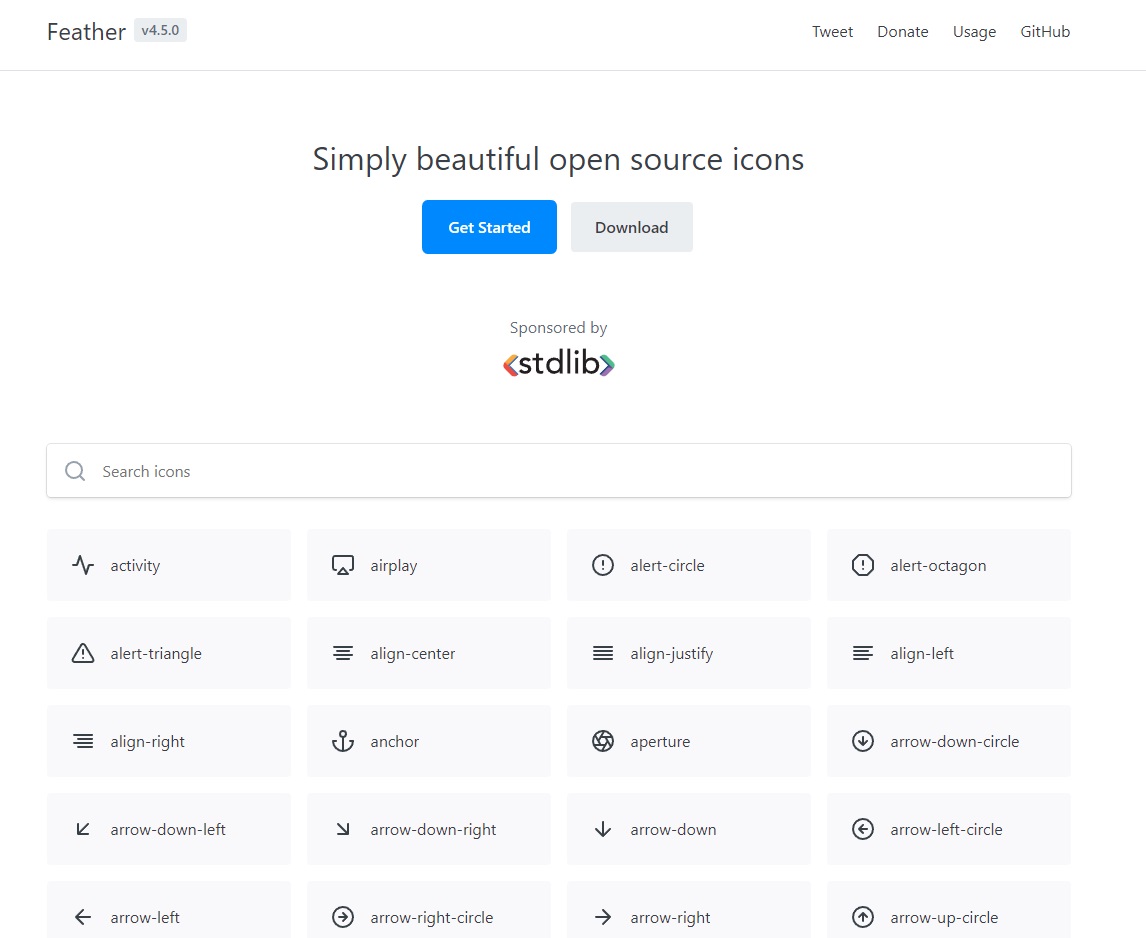 Feather v4.5.0 Tweet Donate Usage GitHub
Simply beautiful open source icons
Get Started Download
Sponsored by
<stdlib>
Search icons
activity airplay alert-circle alert-octagon
alert-triangle align-center align-justify align-left
align-right anchor aperture arrow-down-circle
arrow-down-left arrow-down-right arrow-down arrow-left-circle
arrow-left arrow-right-circle arrow-right arrow-up-circle